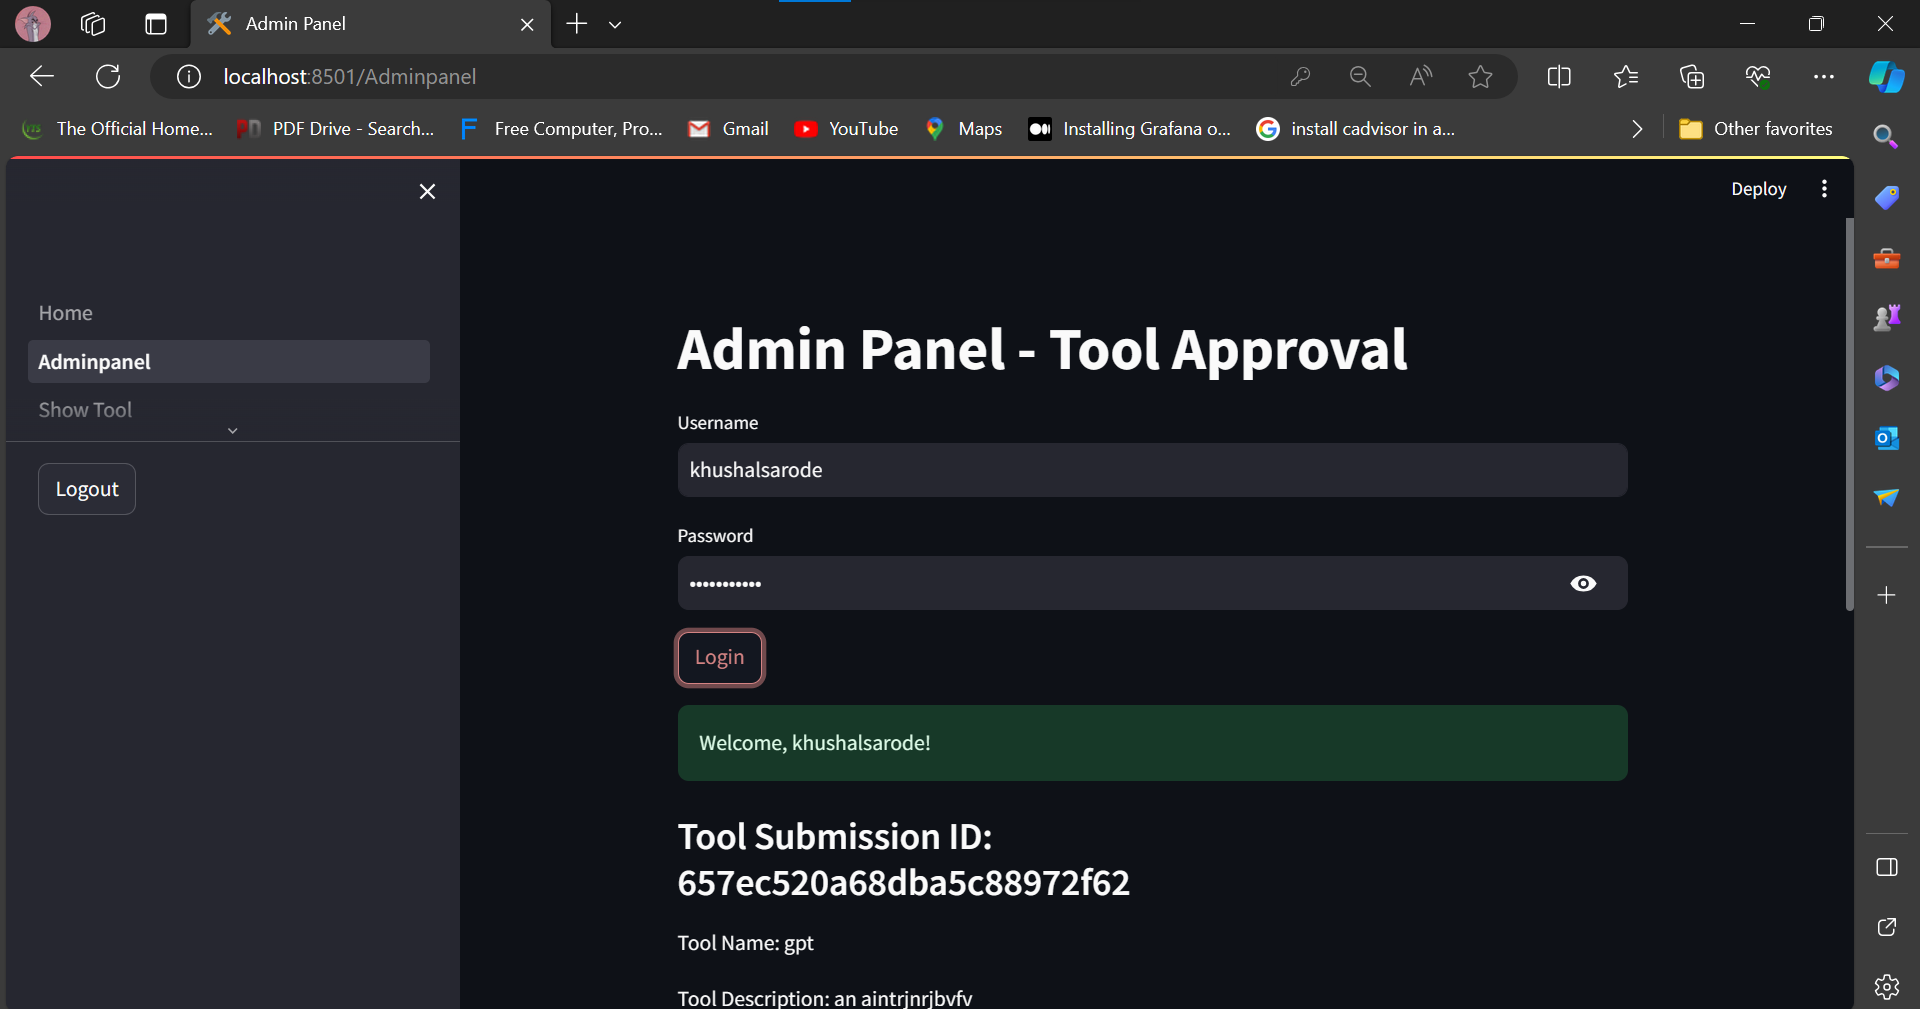 Admin Panel
localhost:8501/Adminpanel
The Official Home...
PDF Drive - Search...
Free Computer, Pro...
Gmail
YouTube
Maps
Installing Grafana o...
install cadvisor in a...
Other favorites
Deploy
Home
Adminpanel
Show Tool
Logout
Admin Panel - Tool Approval
Username
khushalsarode
Password
Login
Welcome, khushalsarode!
Tool Submission ID:
657ec520a68dba5c88972f62
Tool Name: gpt
Tool Description: an aintrjnrjbvfv